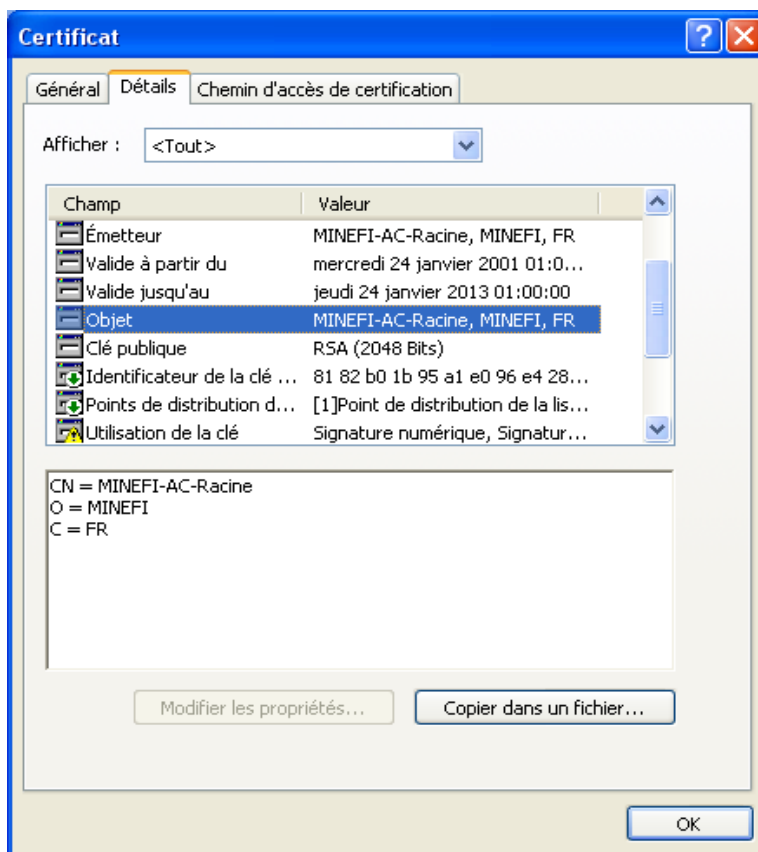 Certificat
Général Détails Chemin d'accès de certification
Afficher : <Tout>
Champ Valeur
Émetteur MINEFI-AC-Racine, MINEFI, FR
Valide à partir du mercredi 24 janvier 2001 01:0...
Valide jusqu'au jeudi 24 janvier 2013 01:00:00
Objet MINEFI-AC-Racine, MINEFI, FR
Clé publique RSA (2048 Bits)
Identificateur de la clé ... 81 82 b0 1b 95 a1 e0 96 e4 28...
Points de distribution d... [1]Point de distribution de la lis...
Utilisation de la clé Signature numérique, Signatur...
CN = MINEFI-AC-Racine
O = MINEFI
C = FR
Modifier les propriétés... Copier dans un fichier...
OK